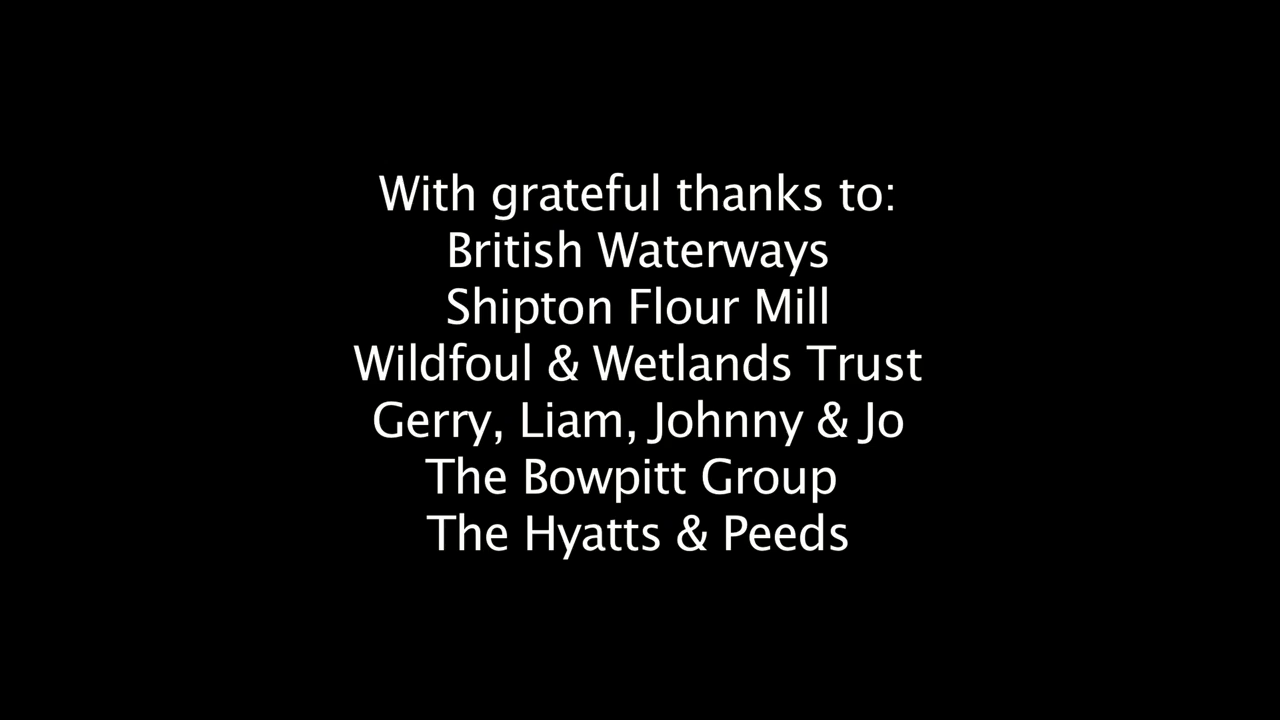 With grateful thanks to:
British Waterways
Shipton Flour Mill
Wildfoul & Wetlands Trust
Gerry, Liam, Johnny & Jo
The Bowpitt Group
The Hyatts & Peeds